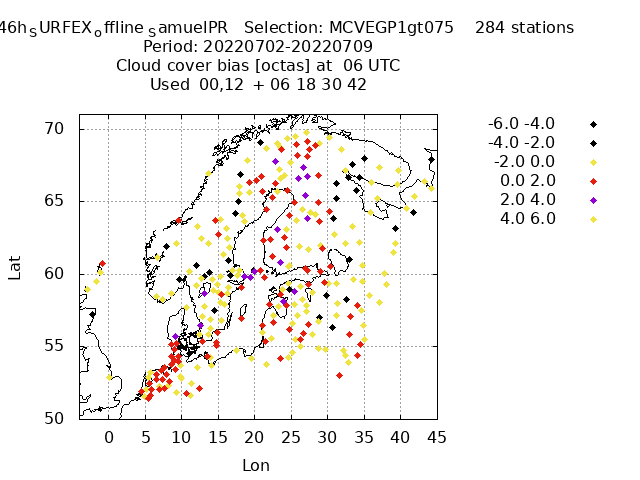 46h_SURFEX_offline_SamuelPR   Selection: MCVEGP1gt075    284 stations
Period: 20220702-20220709
Cloud cover bias [octas] at  06 UTC
Used 00,12  + 06 18 30 42
-6.0 -4.0
-4.0 -2.0
-2.0 0.0
0.0 2.0
2.0 4.0
4.0 6.0
70
65
60
55
50
Lat
0 5 10 15 20 25 30 35 40 45
Lon